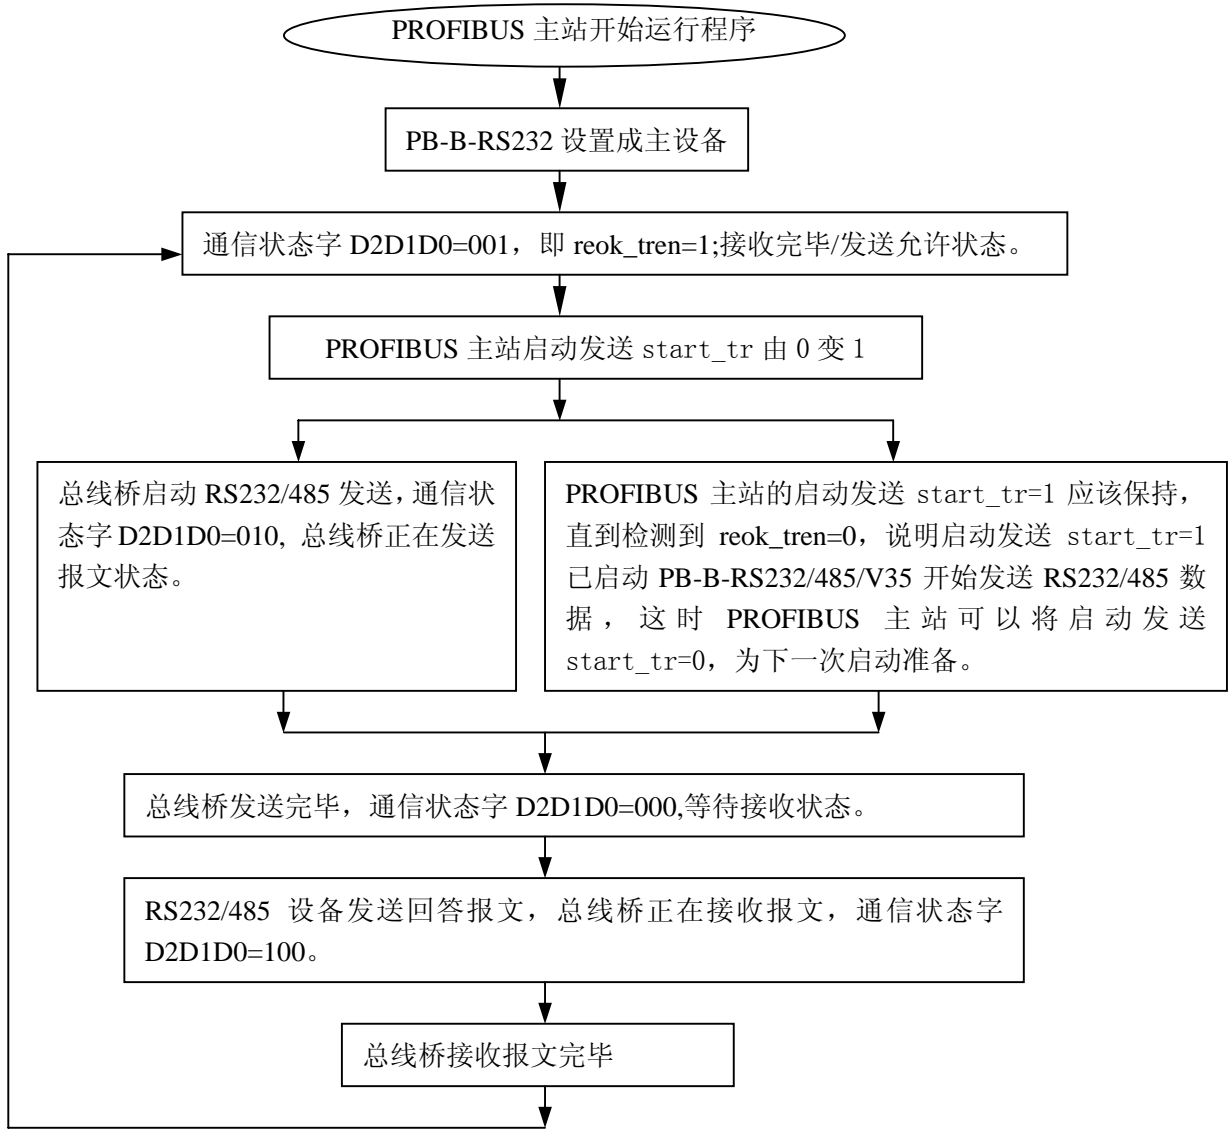 PROFIBUS 主站开始运行程序
PB-B-RS232 设置成主设备
通信状态字 D2D1D0=001，即 reok_tren=1;接收完毕/发送允许状态。
PROFIBUS 主站启动发送 start_tr 由 0 变 1
总线桥启动 RS232/485 发送，通信状
态字 D2D1D0=010, 总线桥正在发送
报文状态。
PROFIBUS 主站的启动发送 start_tr=1 应该保持，
直到检测到 reok_tren=0，说明启动发送 start_tr=1
已启动 PB-B-RS232/485/V35 开始发送 RS232/485 数
据，这时 PROFIBUS 主站可以将启动发送
start_tr=0，为下一次启动准备。
总线桥发送完毕，通信状态字 D2D1D0=000,等待接收状态。
RS232/485 设备发送回答报文，总线桥正在接收报文，通信状态字
D2D1D0=100。
总线桥接收报文完毕